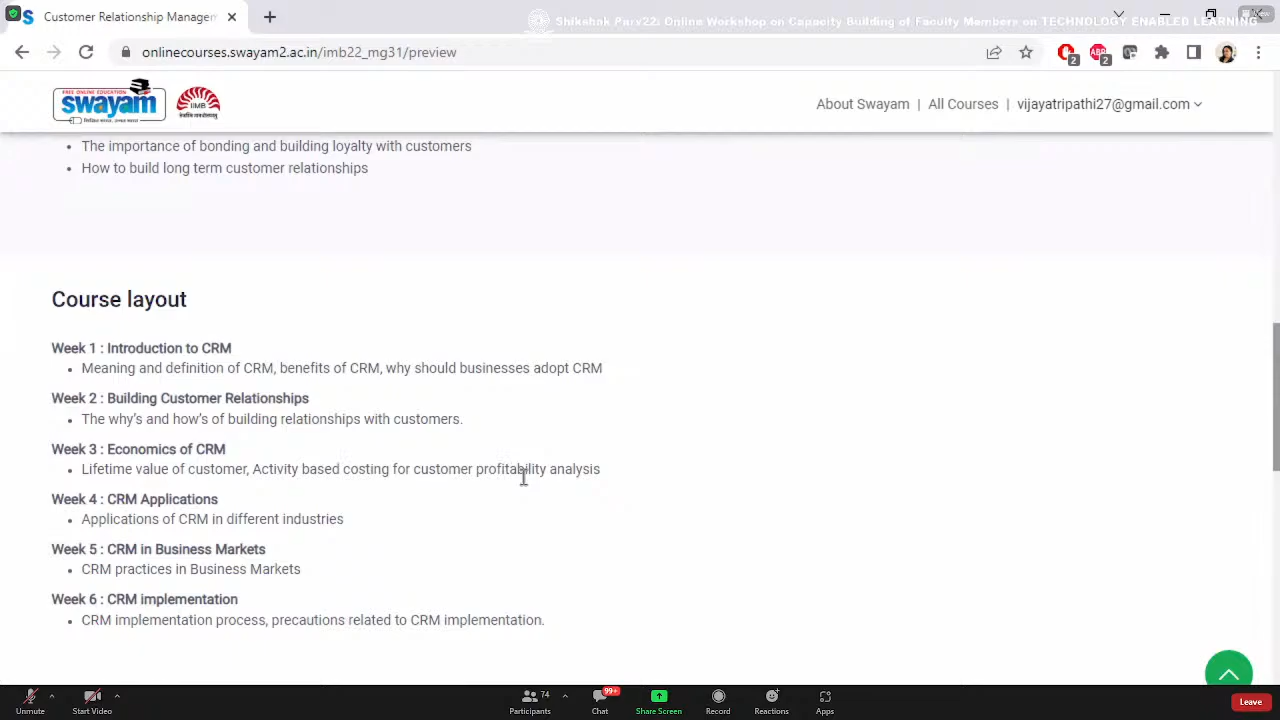 Customer Relationship Managem
Shikshak Parv22: Online Workshop on Capacity Building of Faculty Members on TECHNOLOGY ENABLED LEARNING
onlinecourses.swayam2.ac.in/imb22_mg31/preview
2
ABP
2
FREE ONLINE EDUCATION
swayam
IIMB
About Swayam | All Courses | vijayatripathi27@gmail.com
• The importance of bonding and building loyalty with customers
• How to build long term customer relationships
Course layout
Week 1 : Introduction to CRM
• Meaning and definition of CRM, benefits of CRM, why should businesses adopt CRM
Week 2 : Building Customer Relationships
• The why's and how's of building relationships with customers.
Week 3 : Economics of CRM
• Lifetime value of customer, Activity based costing for customer profitability analysis
Week 4 : CRM Applications
• Applications of CRM in different industries
Week 5 : CRM in Business Markets
• CRM practices in Business Markets
Week 6 : CRM implementation
• CRM implementation process, precautions related to CRM implementation.
74
99+
Unmute
Start Video
Participants
Chat
Share Screen
Record
Reactions
Apps
Leave